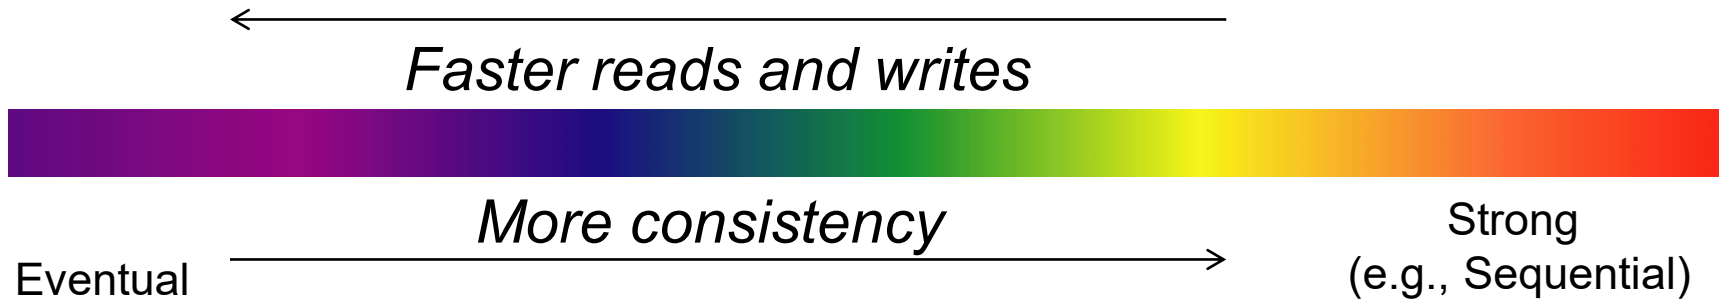 Faster reads and writes
More consistency
Strong
(e.g., Sequential)
Eventual